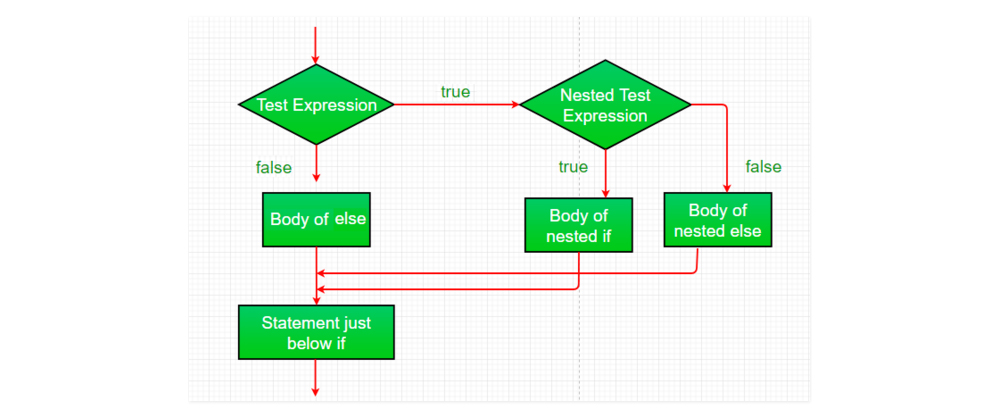 Test Expression
true
Nested Test
Expression
false
true
false
Body of else
Body of
nested if
Body of
nested else
Statement just
below if